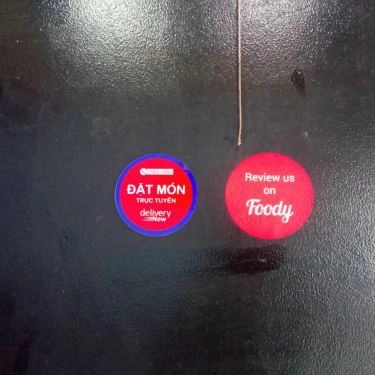 ĐẶT MÓN
TRỰC TUYẾN
delivery
Now
Review us
on
Foody